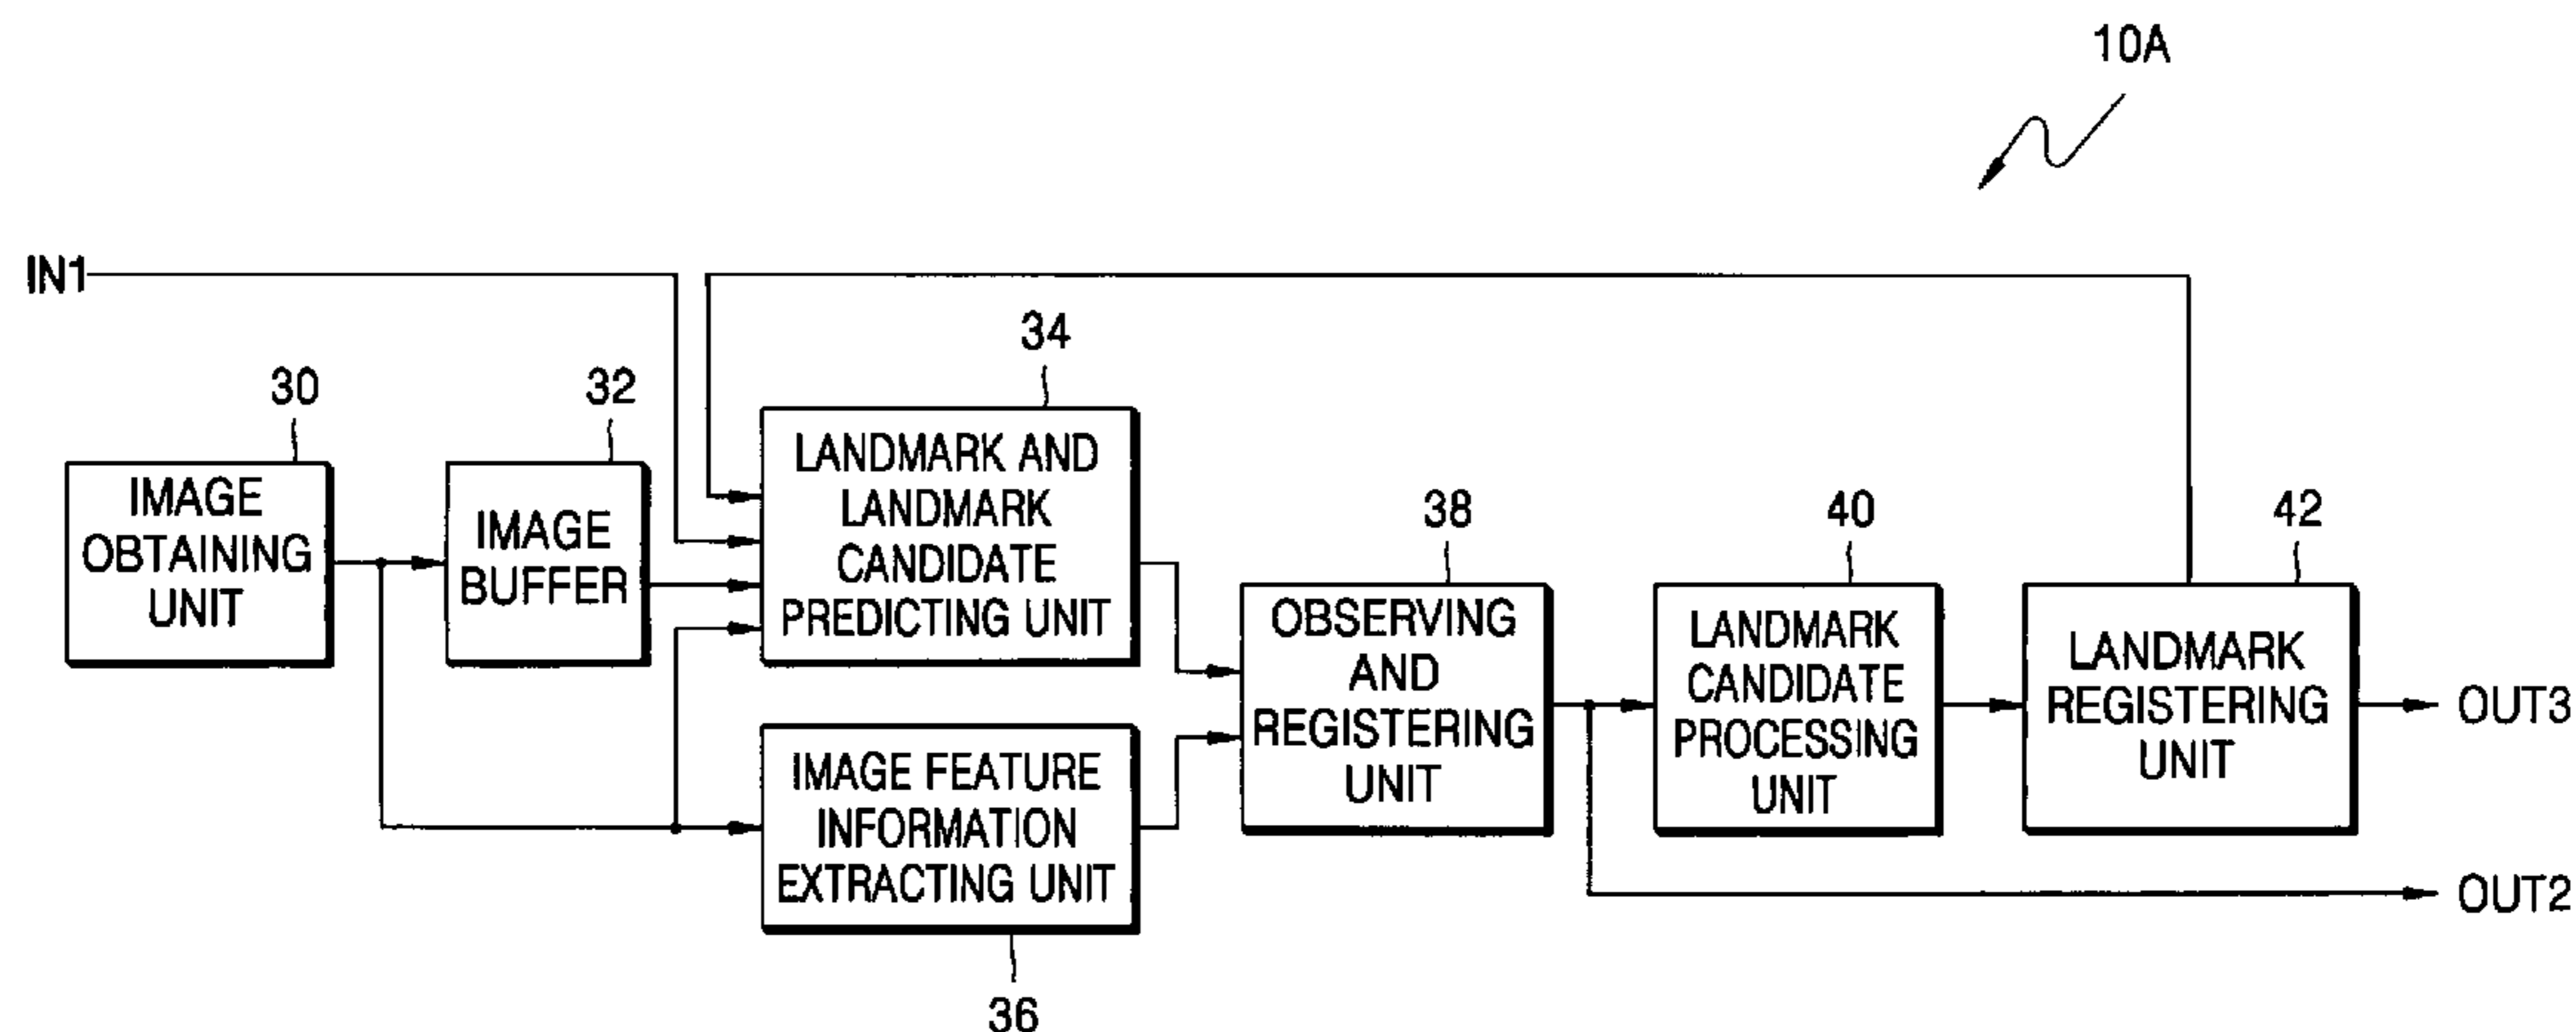 10A
IN1
30
IMAGE
OBTAINING
UNIT
32
IMAGE
BUFFER
34
LANDMARK AND
LANDMARK
CANDIDATE
PREDICTING UNIT
IMAGE FEATURE
INFORMATION
EXTRACTING UNIT
36
38
OBSERVING
AND
REGISTERING
UNIT
40
LANDMARK
CANDIDATE
PROCESSING
UNIT
42
LANDMARK
REGISTERING
UNIT
OUT3
OUT2